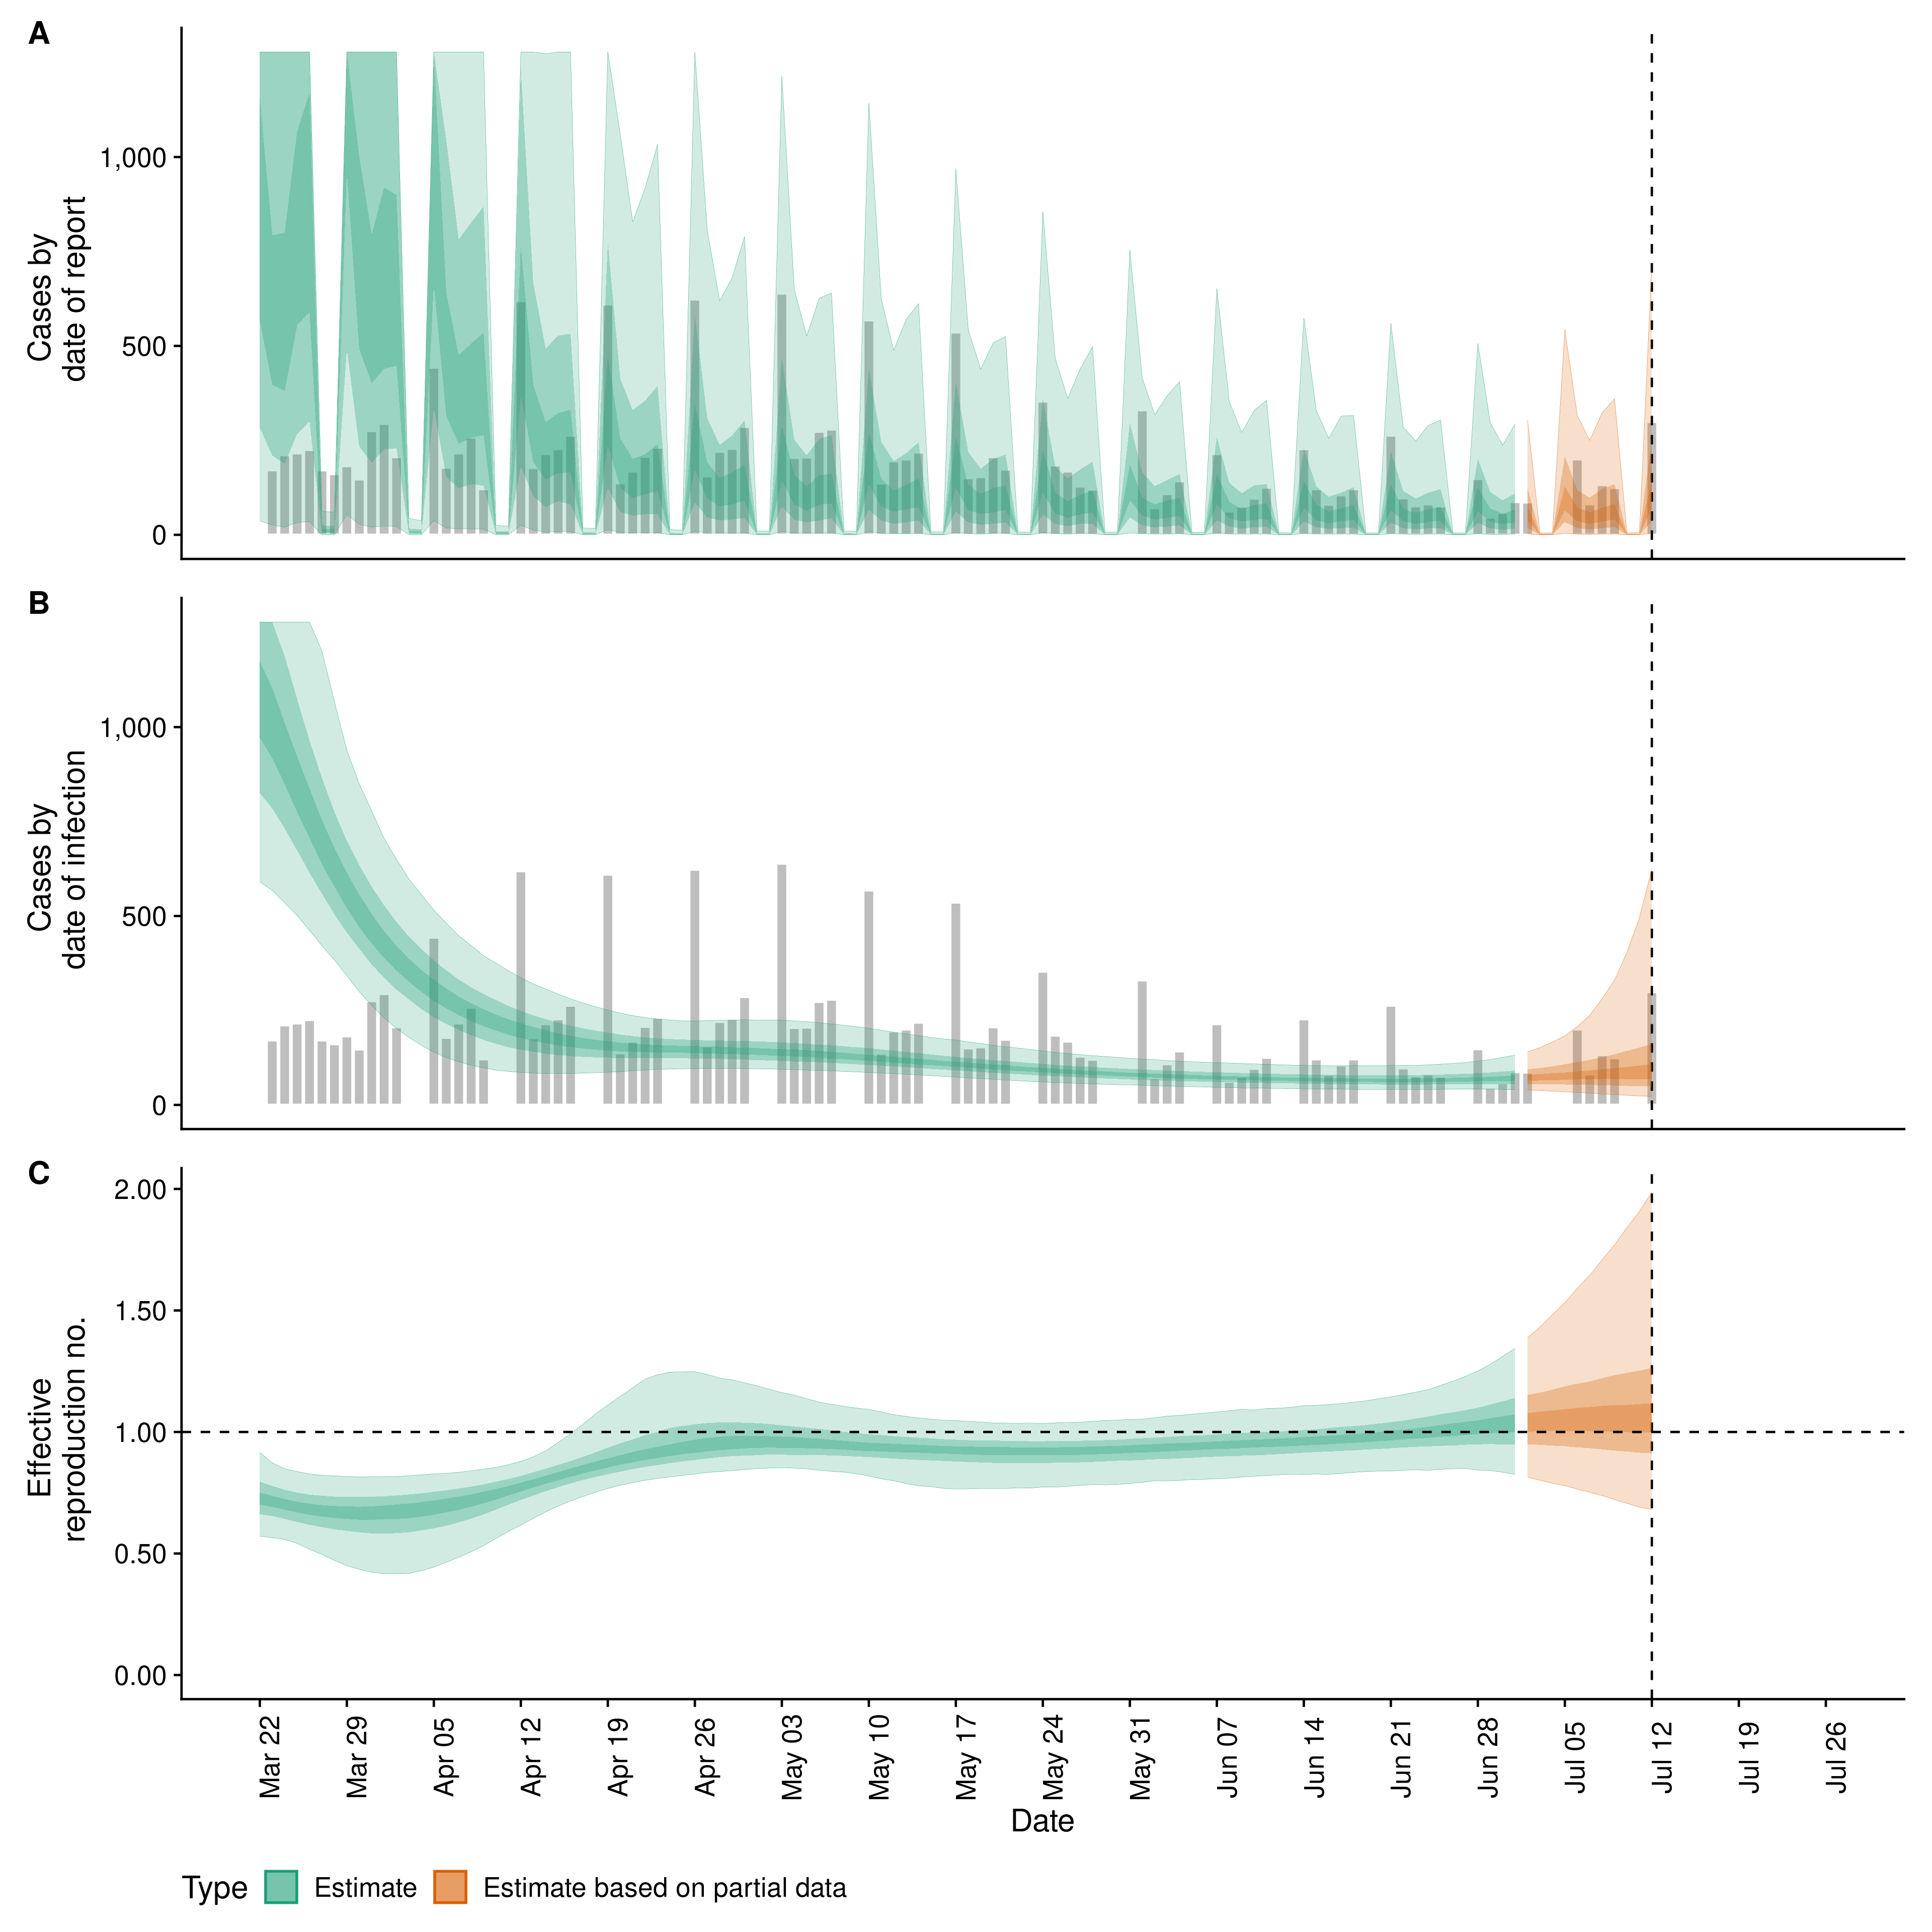 A
Cases by
date of report
1,000
500
0
B
Cases by
date of infection
1,000
500
0
C
Effective
reproduction no.
2.00
1.50
1.00
0.50
0.00
Mar 22
Mar 29
Apr 05
Apr 12
Apr 19
Apr 26
May 03
May 10
May 17
May 24
May 31
Jun 07
Jun 14
Jun 21
Jun 28
Jul 05
Jul 12
Jul 19
Jul 26
Date
Type Estimate Estimate based on partial data